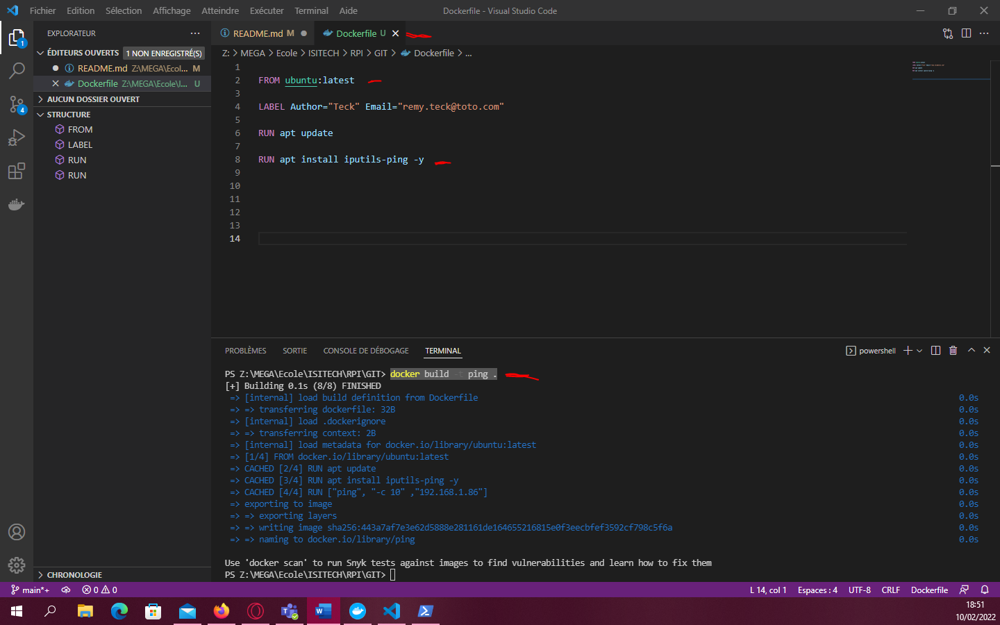 Fichier Edition Sélection Affichage Atteindre Exécuter Terminal Aide Dockerfile - Visual Studio Code
EXPLORATEUR
README.md M Dockerfile U
Z: > MEGA > Ecole > ISITECH > RPI > GIT > Dockerfile > ...
ÉDITEURS OUVERTS 1 NON ENREGISTRÉ(S)
README.md Z:\MEGA\Ecol... M
Dockerfile Z:\MEGA\Ecole\I... U
AUCUN DOSSIER OUVERT
STRUCTURE
FROM
LABEL
RUN
RUN
CHRONOLOGIE
1
4
1
2 FROM ubuntu:latest
3
4 LABEL Author="Teck" Email="remy.teck@toto.com"
5
6 RUN apt update
7
8 RUN apt install iputils-ping -y
9
10
11
12
13
14
PROBLÈMES SORTIE CONSOLE DE DÉBOGAGE TERMINAL powershell
PS Z:\MEGA\Ecole\ISITECH\RPI\GIT> docker build -t ping .
[+] Building 0.1s (8/8) FINISHED
=> [internal] load build definition from Dockerfile 0.0s
=> => transferring dockerfile: 32B 0.0s
=> [internal] load .dockerignore 0.0s
=> => transferring context: 2B 0.0s
=> [internal] load metadata for docker.io/library/ubuntu:latest 0.0s
=> [1/4] FROM docker.io/library/ubuntu:latest 0.0s
=> CACHED [2/4] RUN apt update 0.0s
=> CACHED [3/4] RUN apt install iputils-ping -y 0.0s
=> CACHED [4/4] RUN ["ping", "-c 10" ,"192.168.1.86"] 0.0s
=> exporting to image 0.0s
=> => exporting layers 0.0s
=> => writing image sha256:443a7af7e3e62d5888e281161de164655216815e0f3eecbfef3592cf798c5f6a 0.0s
=> => naming to docker.io/library/ping 0.0s
Use 'docker scan' to run Snyk tests against images to find vulnerabilities and learn how to fix them
PS Z:\MEGA\Ecole\ISITECH\RPI\GIT>
main*+ 0 0 L 14, col 1 Espaces : 4 UTF-8 CRLF Dockerfile
18:51
10/02/2022